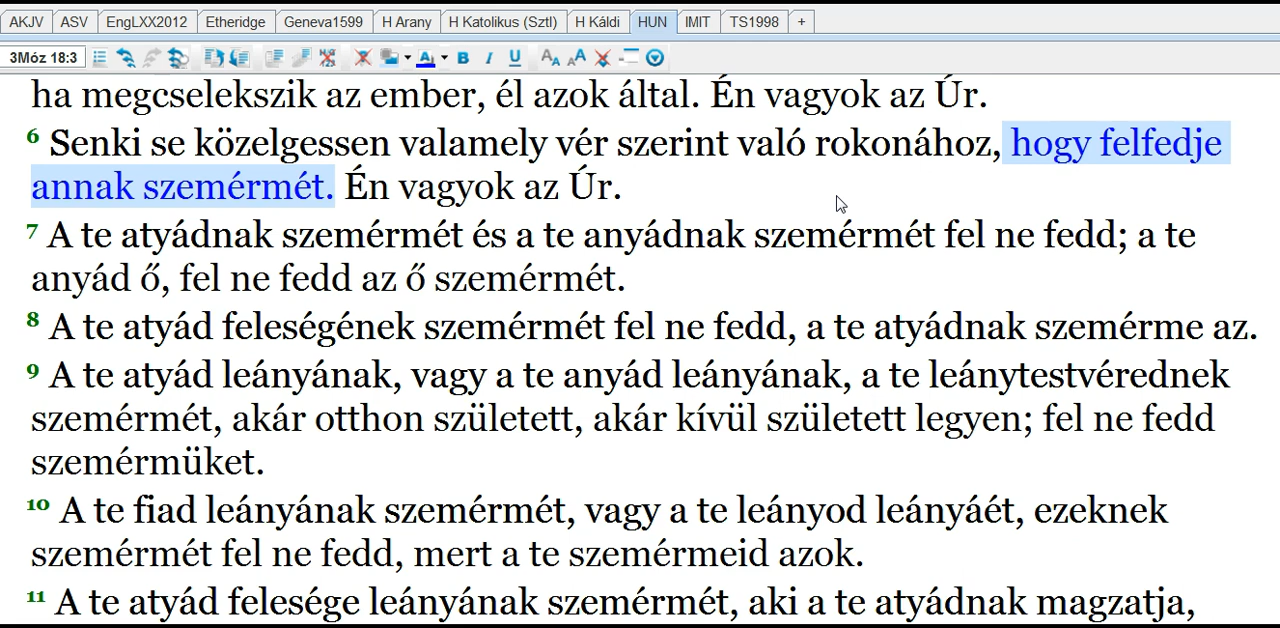 AKJV ASV EngLXX2012 Etheridge Geneva1599 H Arany H Katolikus (SztI) H Káldi HUN IMIT TS1998 +
3Móz 18:3 A B I U AA AA
ha megcselekszik az ember, él azok által. Én vagyok az Úr.
6 Senki se közelgessen valamely vér szerint való rokonához, hogy felfedje
annak szemérmét. Én vagyok az Úr.
7 A te atyádnak szemérmét és a te anyádnak szemérmét fel ne fedd; a te
anyád ő, fel ne fedd az ő szemérmét.
8 A te atyád feleségének szemérmét fel ne fedd, a te atyádnak szemérme az.
9 A te atyád leányának, vagy a te anyád leányának, a te leánytestvérednek
szemérmét, akár otthon született, akár kívül született legyen; fel ne fedd
szemérmüket.
10 A te fiad leányának szemérmét, vagy a te leányod leányáét, ezeknek
szemérmét fel ne fedd, mert a te szemérmeid azok.
11 A te atyád felesége leányának szemérmét, aki a te atyádnak magzatja,